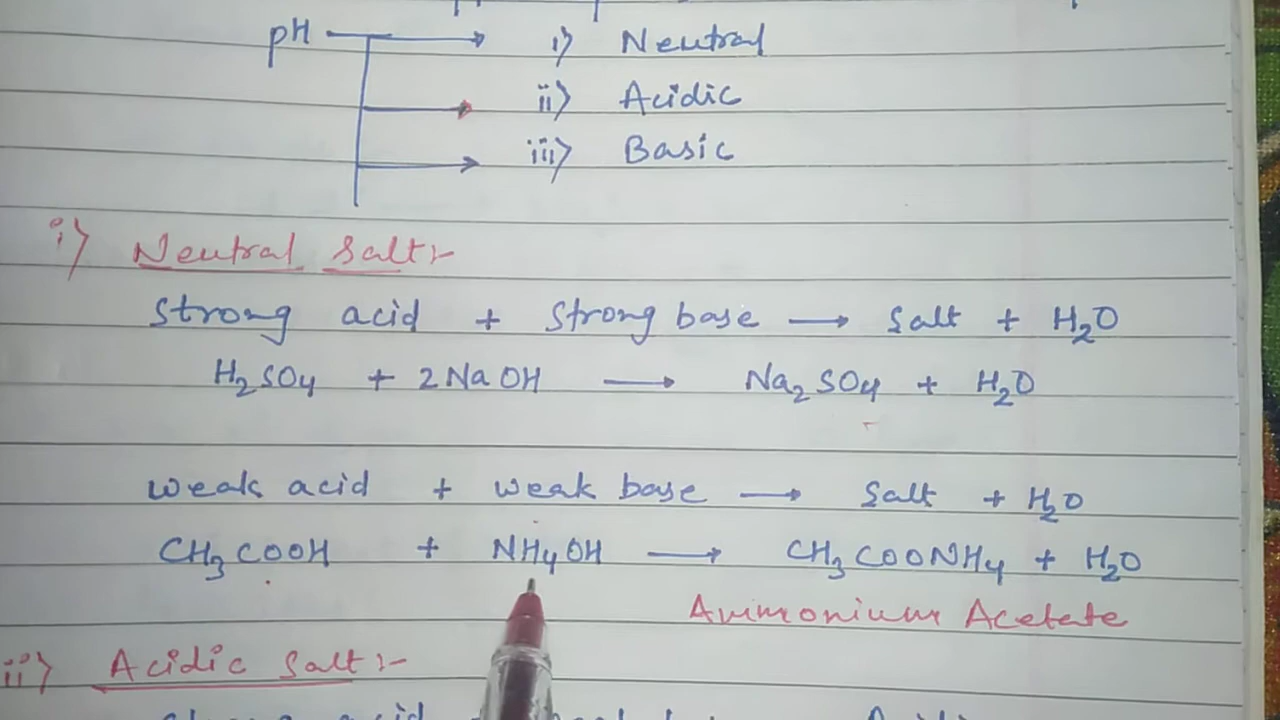 pH → i) Neutral
→ ii) Acidic
→ iii) Basic
i) Neutral Salt:-
Strong acid + Strong base → Salt + H₂O
H₂SO₄ + 2NaOH → Na₂SO₄ + H₂O
weak acid + weak base → Salt + H₂O
CH₃COOH + NH₄OH → CH₃COONH₄ + H₂O
Ammonium Acetate
ii) Acidic Salt:-